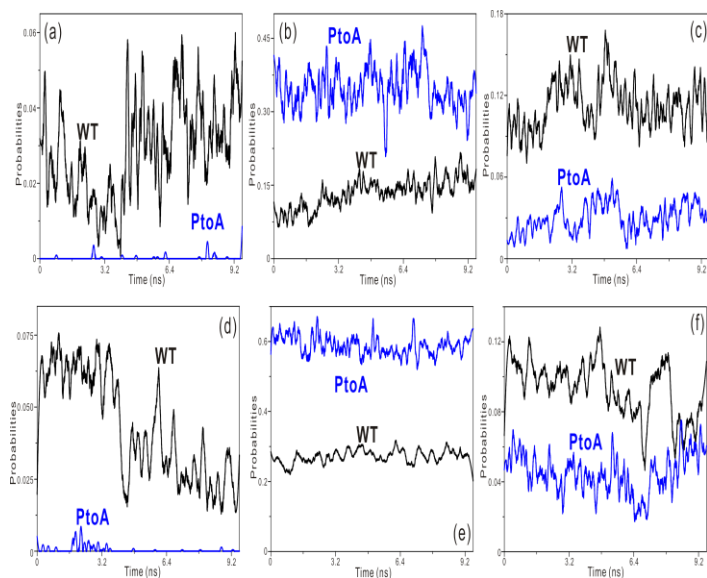 (a)
WT
PtoA
Probabilities
0.06
0.04
0.02
0
0
3.2
6.4
9.2
Time (ns)
(b)
PtoA
WT
Probabilities
0.45
0.3
0.15
0
0
3.2
6.4
9.2
Time (ns)
(c)
WT
PtoA
Probabilities
0.18
0.12
0.06
0
0
3.2
6.4
9.2
Time (ns)
(d)
WT
PtoA
Probabilities
0.075
0.050
0.025
0
0
3.2
6.4
9.2
Time (ns)
PtoA
WT
(e)
Probabilities
0.6
0.4
0.2
0
0
3.2
6.4
9.2
Time (ns)
(f)
WT
PtoA
Probabilities
0.12
0.08
0.04
0
0
3.2
6.4
9.2
Time (ns)